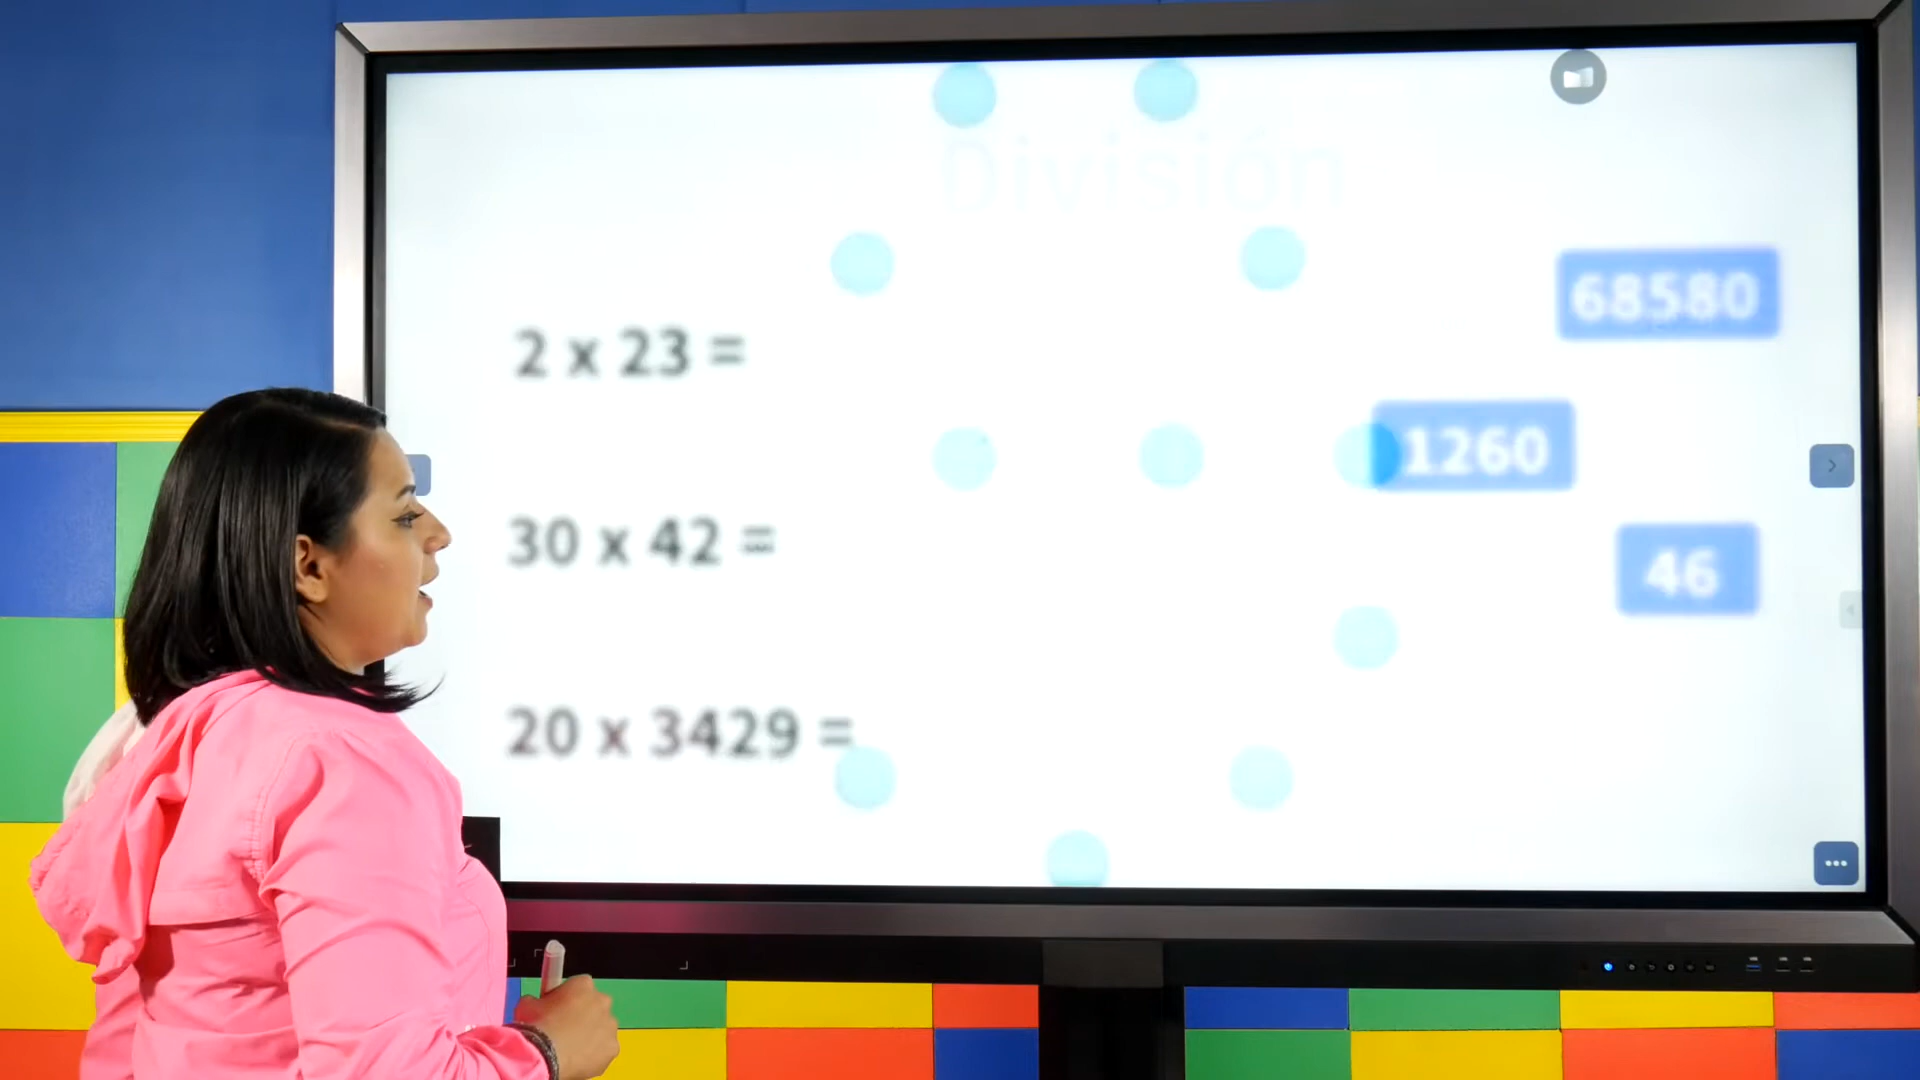 División
2 x 23 =
68580
30 x 42 =
1260
46
20 x 3429 =